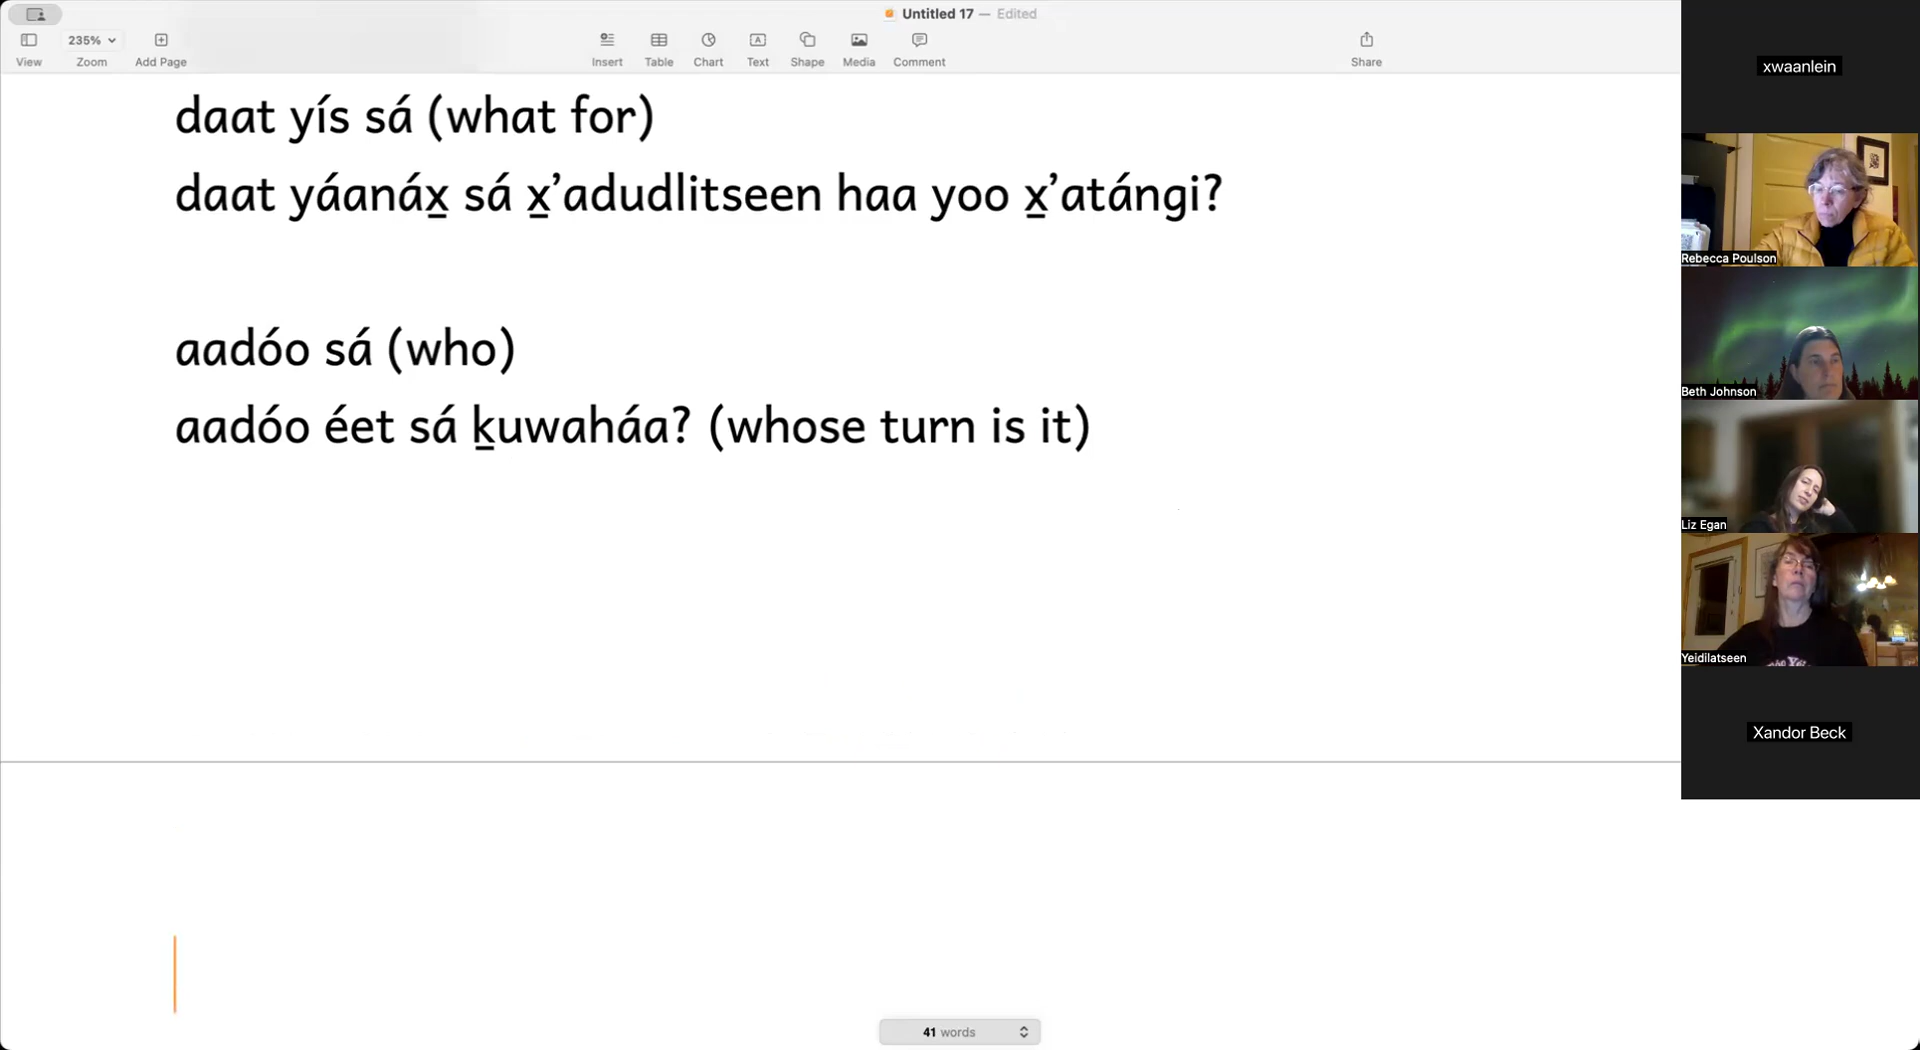 Untitled 17 — Edited
235%
View Zoom Add Page Insert Table Chart Text Shape Media Comment Share
daat yís sá (what for)
daat yáanáx̱ sá x̱’adudlitseen haa yoo x̱’atángi?
aadóo sá (who)
aadóo éet sá ḵuwaháa? (whose turn is it)
41 words
xwaanlein
Rebecca Poulson
Beth Johnson
Liz Egan
Yeidilatseen
Xandor Beck